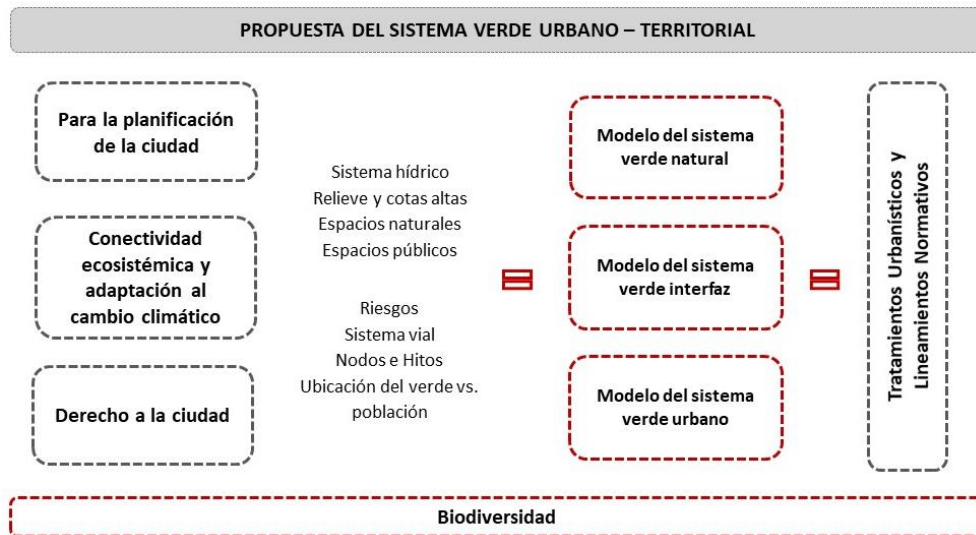 PROPUESTA DEL SISTEMA VERDE URBANO – TERRITORIAL
Para la planificación
de la ciudad
Conectividad
ecosistémica y
adaptación al
cambio climático
Derecho a la ciudad
Sistema hídrico
Relieve y cotas altas
Espacios naturales
Espacios públicos
Riesgos
Sistema vial
Nodos e Hitos
Ubicación del verde vs.
población
=
Modelo del sistema
verde natural
Modelo del sistema
verde interfaz
Modelo del sistema
verde urbano
=
Tratamientos Urbanísticos y
Lineamientos Normativos
Biodiversidad